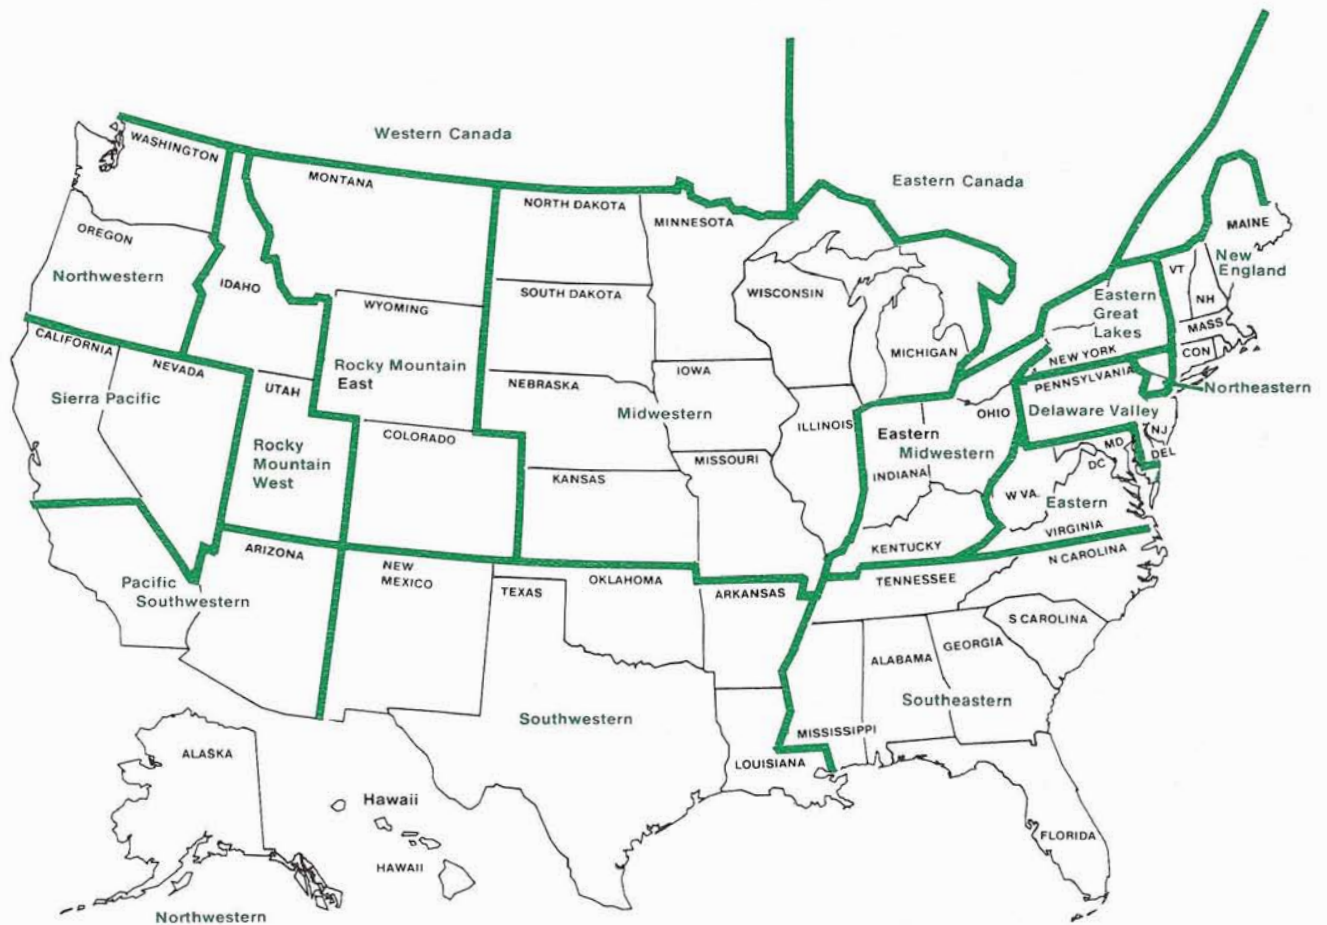 Western Canada
Eastern Canada
WASHINGTON
MONTANA
NORTH DAKOTA
MINNESOTA
MAINE
OREGON
Northwestern
IDAHO
WYOMING
SOUTH DAKOTA
WISCONSIN
MICHIGAN
VT
NH
New
England
Eastern
Great
Lakes
MASS
CON
NEW YORK
CALIFORNIA
NEVADA
UTAH
Rocky Mountain
East
NEBRASKA
IOWA
PENNSYLVANIA
Northeastern
Sierra Pacific
Midwestern
ILLINOIS
OHIO
Delaware Valley
NJ
Rocky
Mountain
West
COLORADO
KANSAS
MISSOURI
Eastern
Midwestern
INDIANA
MD
DC
DEL
W VA.
Eastern
VIRGINIA
KENTUCKY
ARIZONA
NEW
MEXICO
TEXAS
OKLAHOMA
ARKANSAS
TENNESSEE
N CAROLINA
Pacific
Southwestern
S CAROLINA
ALABAMA
GEORGIA
Southwestern
Southeastern
MISSISSIPPI
LOUISIANA
FLORIDA
ALASKA
Hawaii
HAWAII
Northwestern